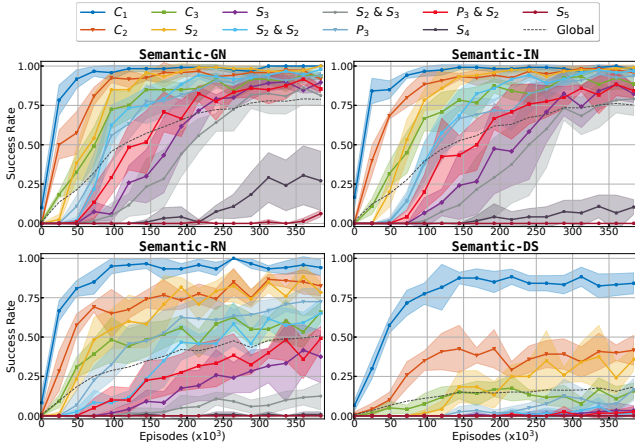 C1 C3 S3 S2 & S3 P3 & S2 S5
C2 S2 S2 & S2 P3 S4 Global
Semantic-GN Semantic-IN
Success Rate
1.00 1.00
0.75 0.75
0.50 0.50
0.25 0.25
0.00 0.00
0 50 100 150 200 250 300 350 0 50 100 150 200 250 300 350
Semantic-RN Semantic-DS
Success Rate
1.00 1.00
0.75 0.75
0.50 0.50
0.25 0.25
0.00 0.00
0 50 100 150 200 250 300 350 0 50 100 150 200 250 300 350
Episodes (x10³) Episodes (x10³)